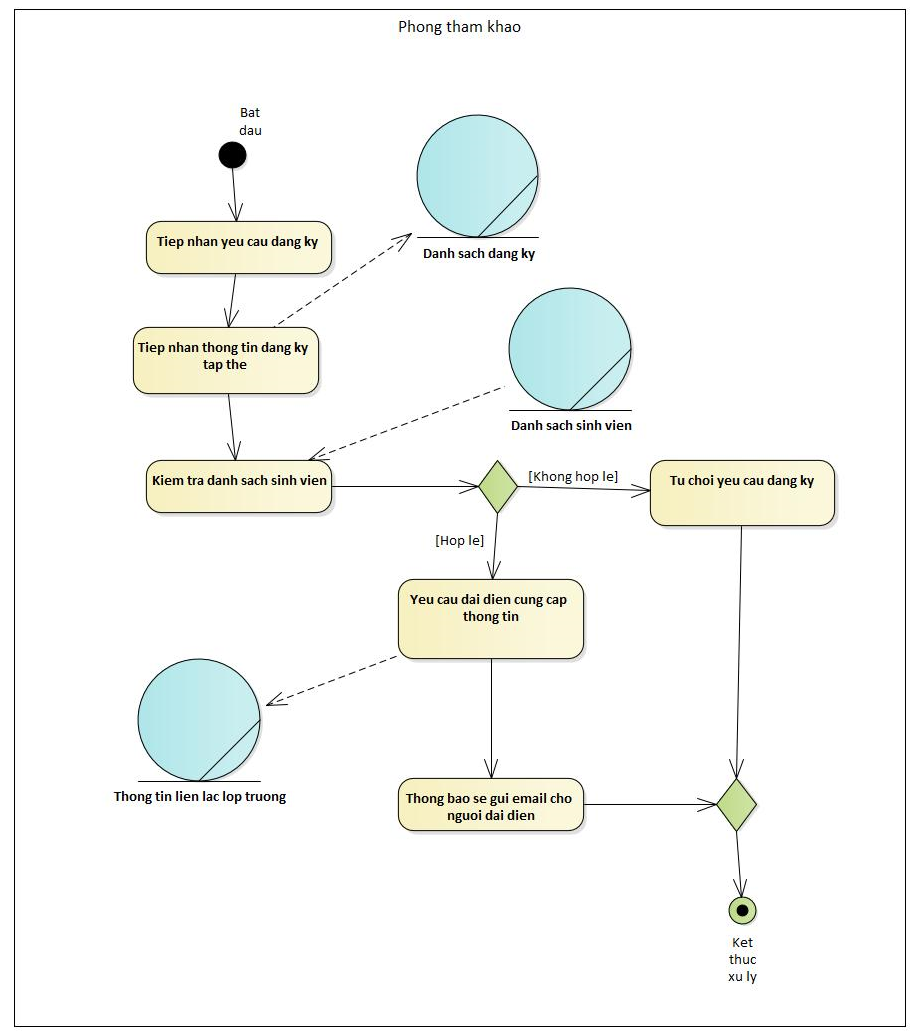 Phong tham khao
Bat
dau
Tiep nhan yeu cau dang ky
Danh sach dang ky
Tiep nhan thong tin dang ky
tap the
Danh sach sinh vien
Kiem tra danh sach sinh vien
[Khong hop le]
Tu choi yeu cau dang ky
[Hop le]
Yeu cau dai dien cung cap
thong tin
Thong tin lien lac lop truong
Thong bao se gui email cho
nguoi dai dien
Ket
thuc
xu ly